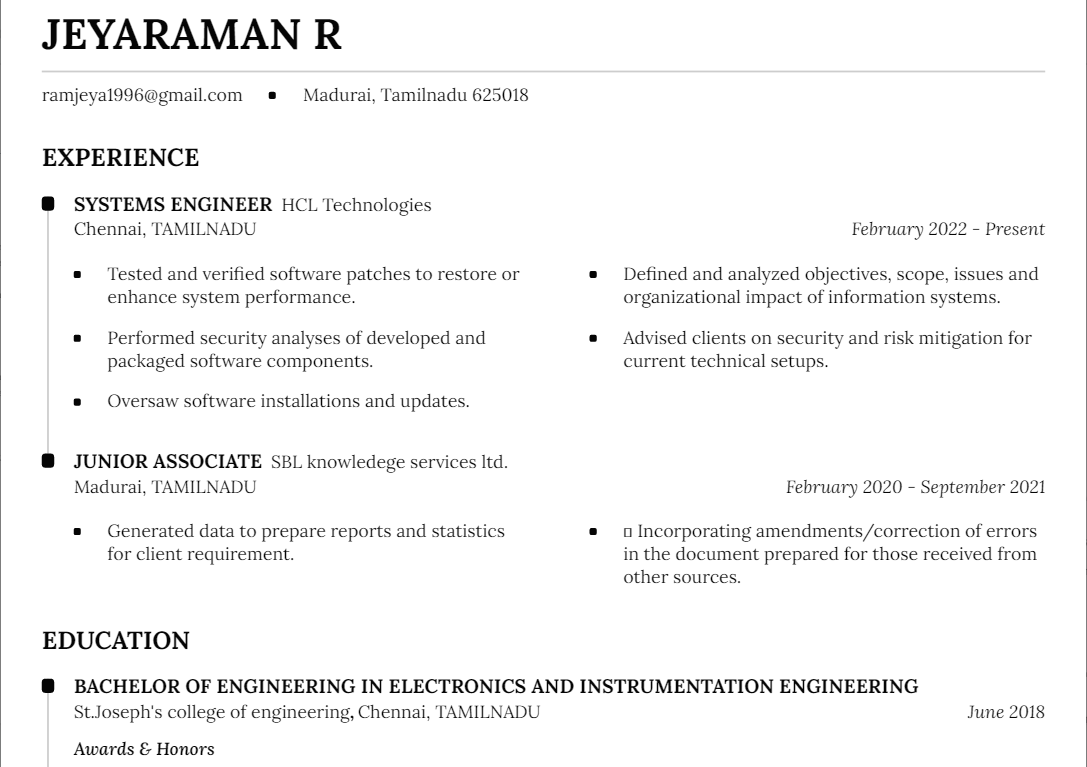 JEYARAMAN R
ramjeya1996@gmail.com • Madurai, Tamilnadu 625018
EXPERIENCE
SYSTEMS ENGINEER HCL Technologies
Chennai, TAMILNADU
February 2022 - Present
• Tested and verified software patches to restore or
enhance system performance.
• Performed security analyses of developed and
packaged software components.
• Oversaw software installations and updates.
• Defined and analyzed objectives, scope, issues and
organizational impact of information systems.
• Advised clients on security and risk mitigation for
current technical setups.
JUNIOR ASSOCIATE SBL knowledege services ltd.
Madurai, TAMILNADU
February 2020 - September 2021
• Generated data to prepare reports and statistics
for client requirement.
• Incorporating amendments/correction of errors
in the document prepared for those received from
other sources.
EDUCATION
BACHELOR OF ENGINEERING IN ELECTRONICS AND INSTRUMENTATION ENGINEERING
St.Joseph's college of engineering, Chennai, TAMILNADU
June 2018
Awards & Honors